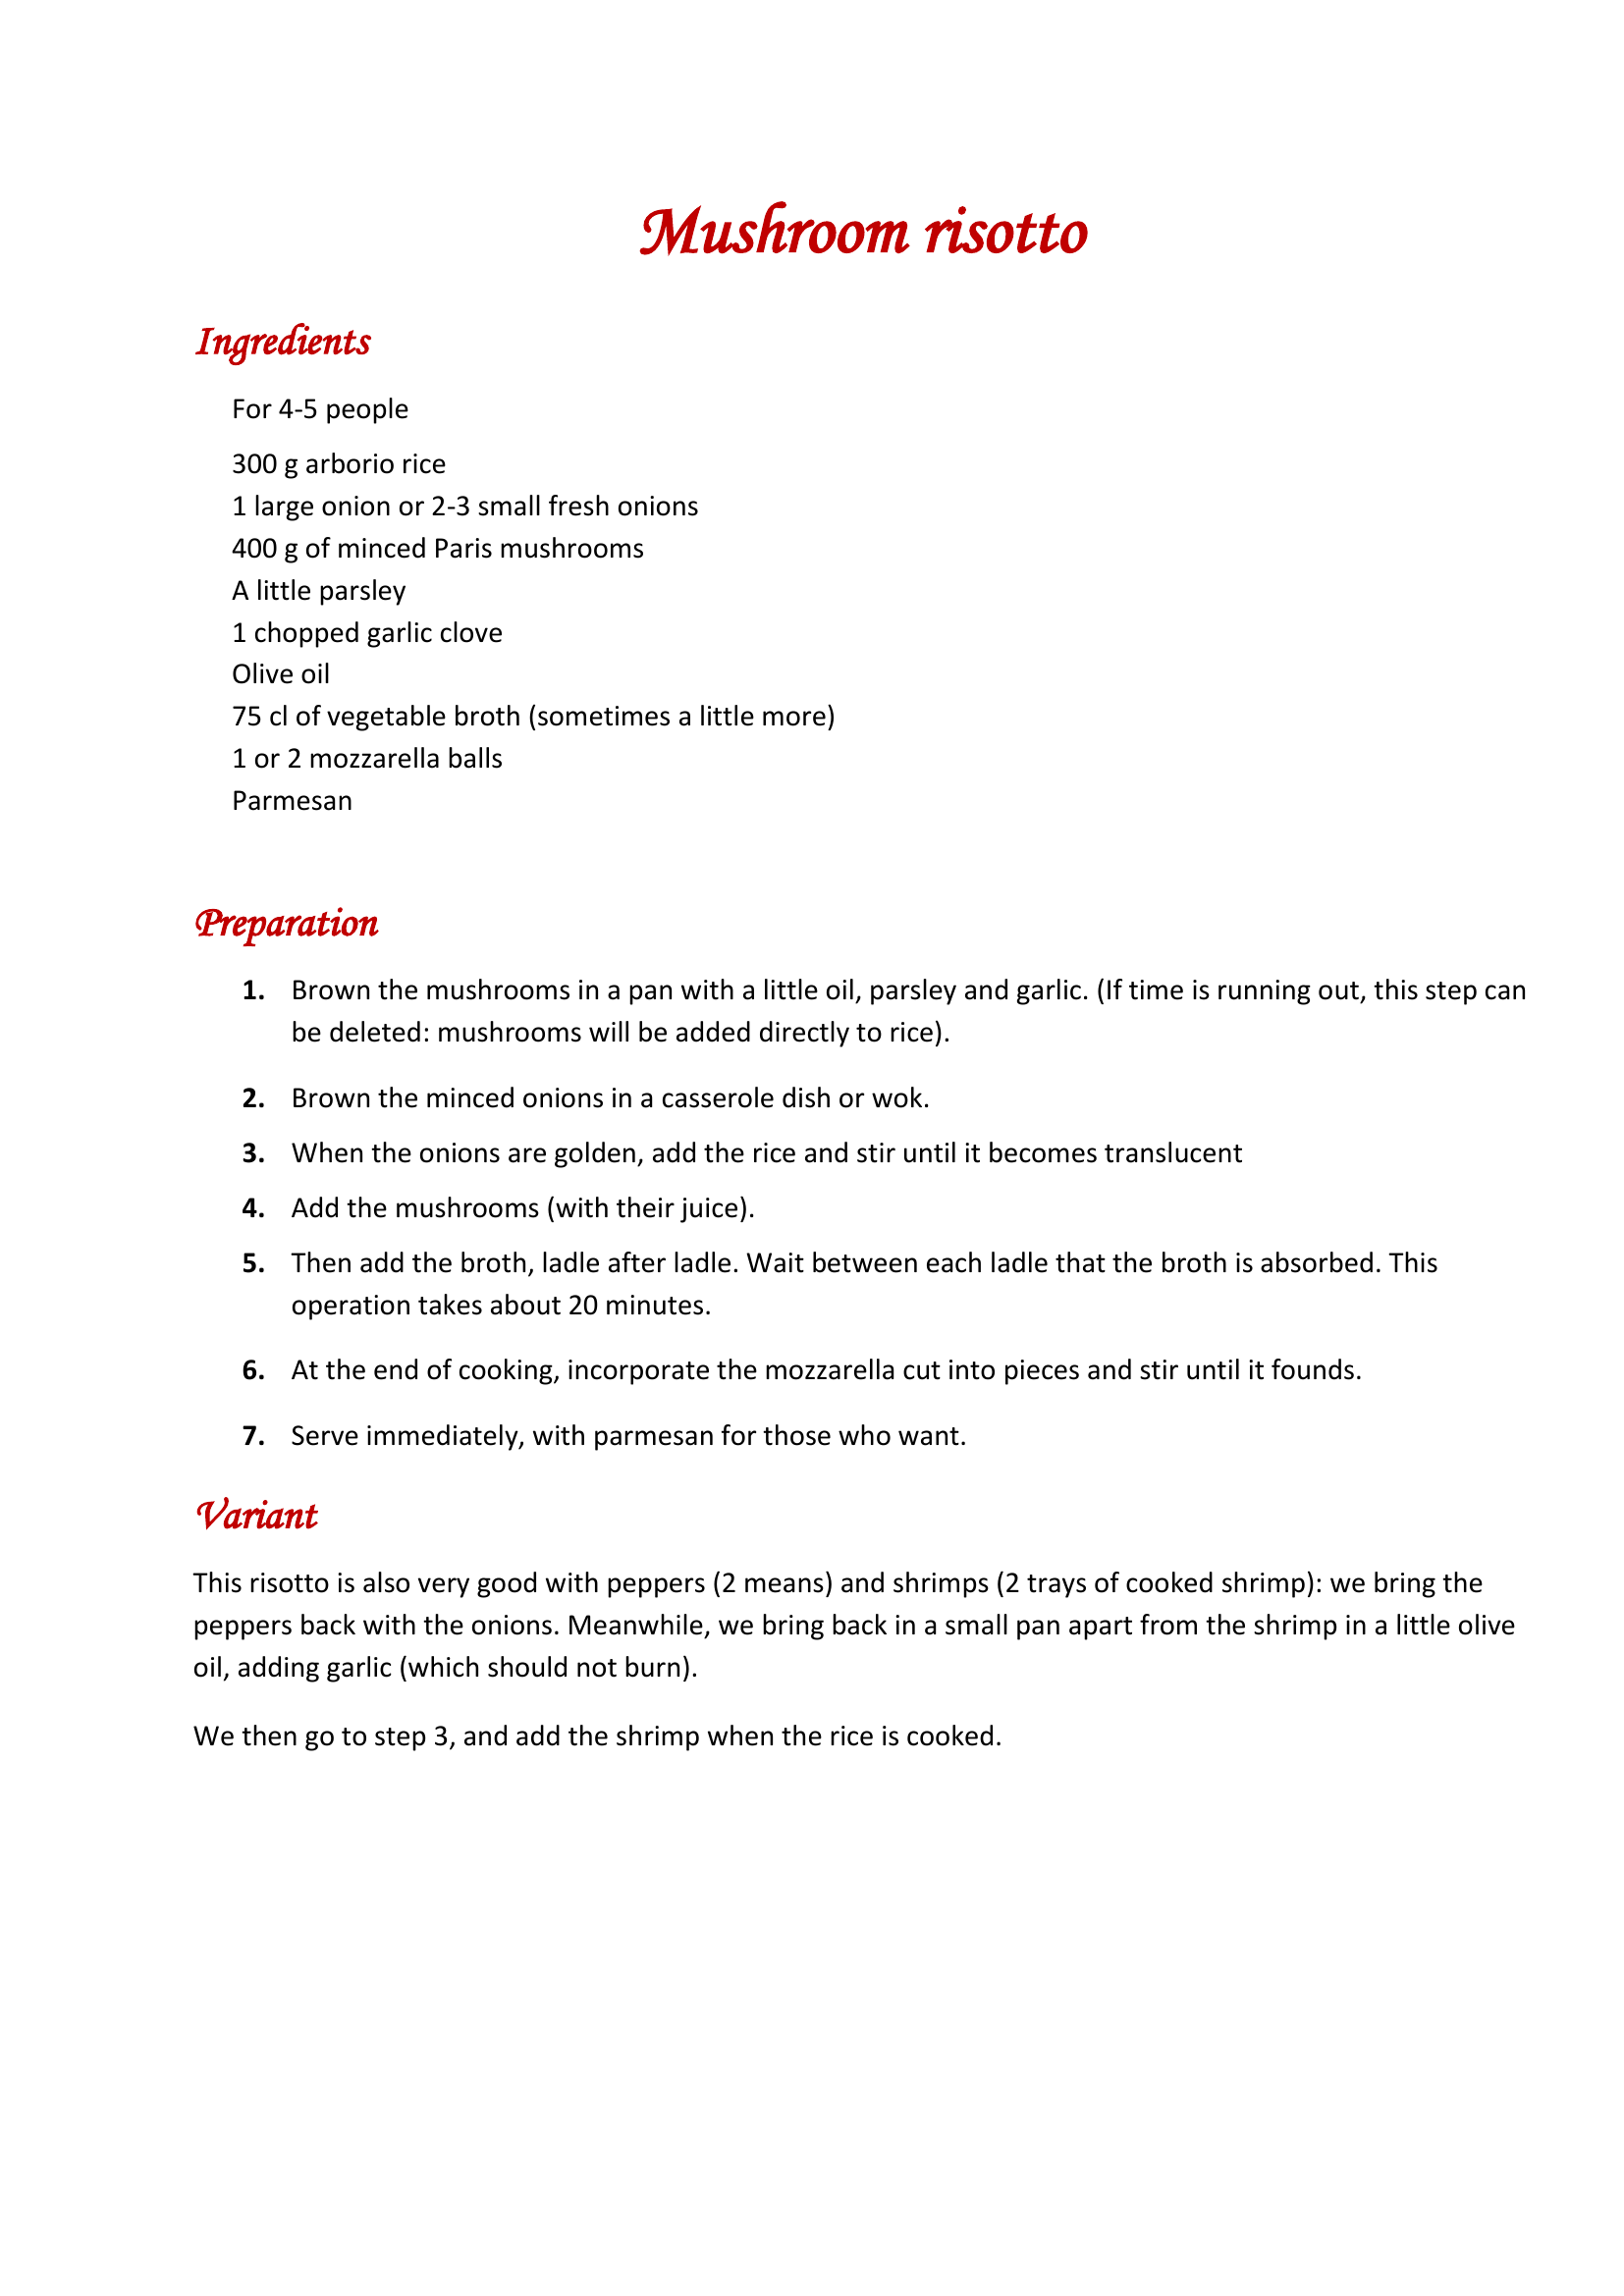 Mushroom risotto
Ingredients
For 4-5 people
300 g arborio rice
1 large onion or 2-3 small fresh onions
400 g of minced Paris mushrooms
A little parsley
1 chopped garlic clove
Olive oil
75 cl of vegetable broth (sometimes a little more)
1 or 2 mozzarella balls
Parmesan
Preparation
1. Brown the mushrooms in a pan with a little oil, parsley and garlic. (If time is running out, this step can
be deleted: mushrooms will be added directly to rice).
2. Brown the minced onions in a casserole dish or wok.
3. When the onions are golden, add the rice and stir until it becomes translucent
4. Add the mushrooms (with their juice).
5. Then add the broth, ladle after ladle. Wait between each ladle that the broth is absorbed. This
operation takes about 20 minutes.
6. At the end of cooking, incorporate the mozzarella cut into pieces and stir until it founds.
7. Serve immediately, with parmesan for those who want.
Variant
This risotto is also very good with peppers (2 means) and shrimps (2 trays of cooked shrimp): we bring the
peppers back with the onions. Meanwhile, we bring back in a small pan apart from the shrimp in a little olive
oil, adding garlic (which should not burn).
We then go to step 3, and add the shrimp when the rice is cooked.